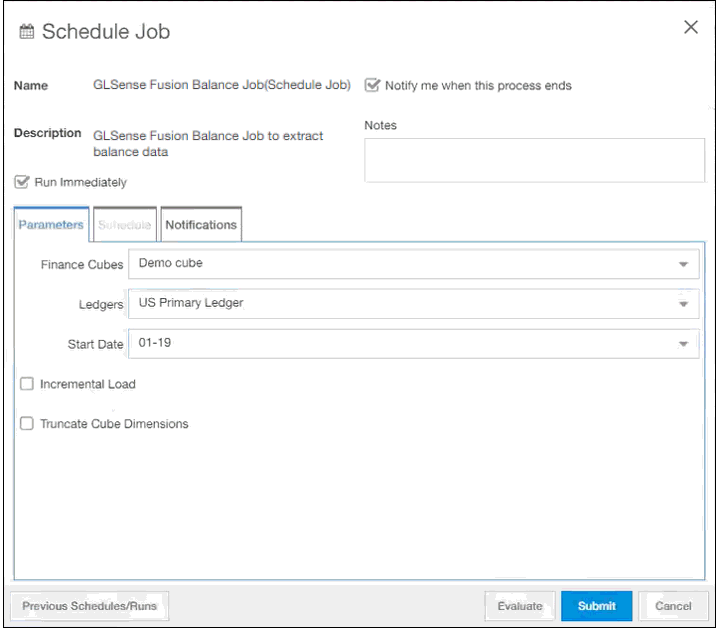 Schedule Job
Name GLSense Fusion Balance Job(Schedule Job) Notify me when this process ends
Description GLSense Fusion Balance Job to extract
balance data
Notes
Run Immediately
Parameters Schedule Notifications
Finance Cubes Demo cube
Ledgers US Primary Ledger
Start Date 01-19
Incremental Load
Truncate Cube Dimensions
Previous Schedules/Runs Evaluate Submit Cancel